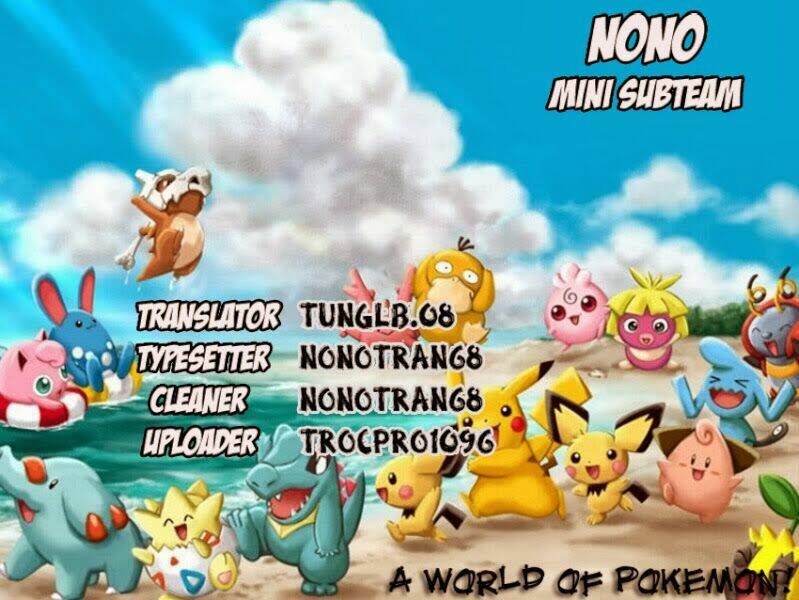 NONO
MINI SUBTEAM
TRANSLATOR TUNGLB.08
TYPESETTER NONOTRAN68
CLEANER NONOTRAN68
UPLOADER TROCPRO1096
A WORLD OF POKEMON!